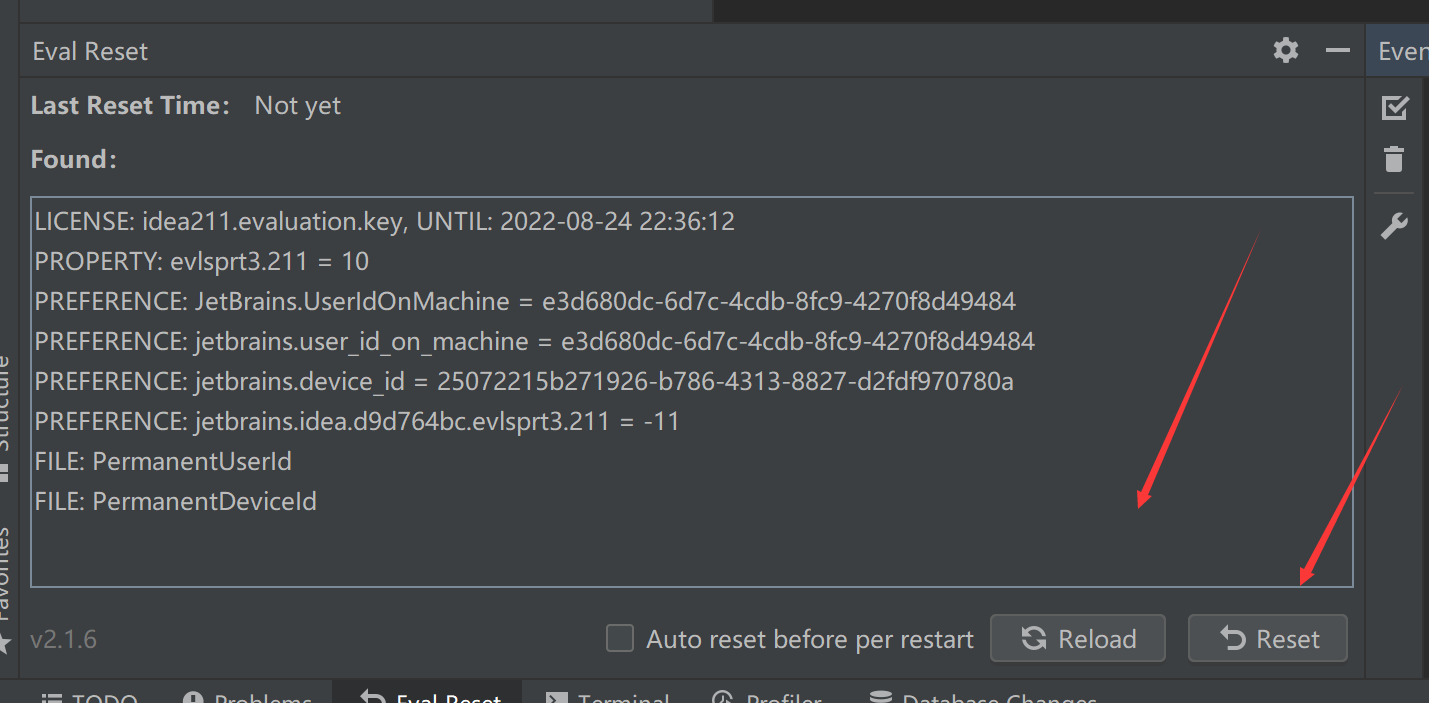 Eval Reset
Even
Last Reset Time: Not yet
Found:
LICENSE: idea211.evaluation.key, UNTIL: 2022-08-24 22:36:12
PROPERTY: evlsprt3.211 = 10
PREFERENCE: JetBrains.UserIdOnMachine = e3d680dc-6d7c-4cdb-8fc9-4270f8d49484
PREFERENCE: jetbrains.user_id_on_machine = e3d680dc-6d7c-4cdb-8fc9-4270f8d49484
PREFERENCE: jetbrains.device_id = 25072215b271926-b786-4313-8827-d2fdf970780a
PREFERENCE: jetbrains.idea.d9d764bc.evlsprt3.211 = -11
FILE: PermanentUserId
FILE: PermanentDeviceId
Structure
Favorites
v2.1.6
Auto reset before per restart
Reload
Reset
TODO Problems Eval Reset Terminal Profiler Database Changes